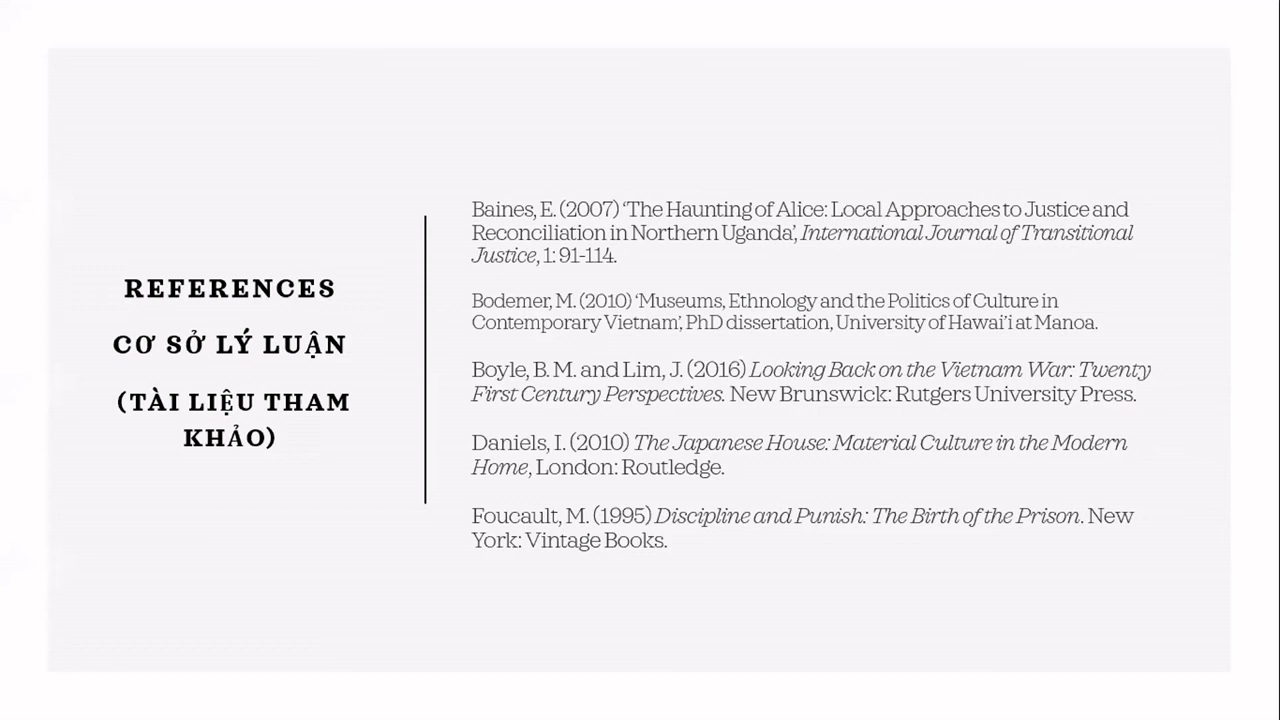 REFERENCES
CƠ SỞ LÝ LUẬN
(TÀI LIỆU THAM
KHẢO)
Baines, E. (2007) ‘The Haunting of Alice: Local Approaches to Justice and
Reconciliation in Northern Uganda’, International Journal of Transitional
Justice, 1: 91-114.
Bodemer, M. (2010) ‘Museums, Ethnology and the Politics of Culture in
Contemporary Vietnam’, PhD dissertation, University of Hawai’i at Manoa.
Boyle, B. M. and Lim, J. (2016) Looking Back on the Vietnam War: Twenty
First Century Perspectives. New Brunswick: Rutgers University Press.
Daniels, I. (2010) The Japanese House: Material Culture in the Modern
Home, London: Routledge.
Foucault, M. (1995) Discipline and Punish: The Birth of the Prison. New
York: Vintage Books.